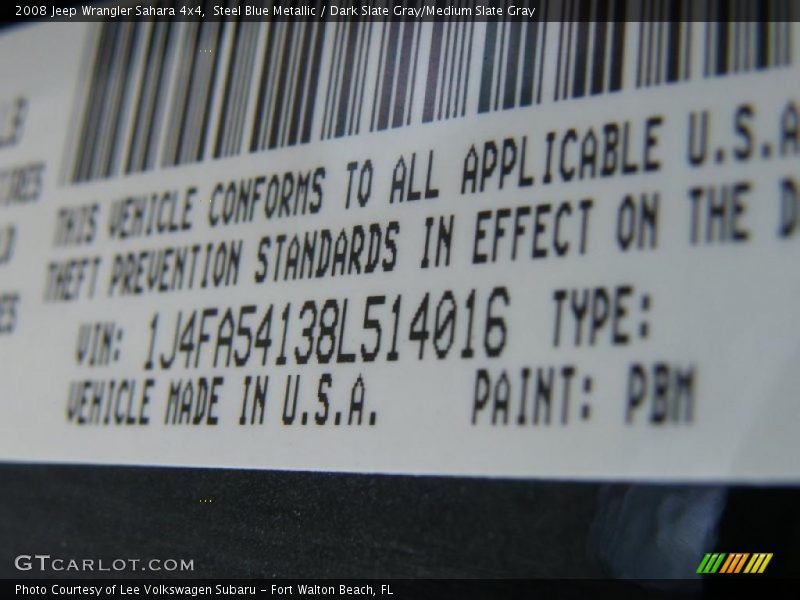 2008 Jeep Wrangler Sahara 4x4, Steel Blue Metallic / Dark Slate Gray/Medium Slate Gray
THIS VEHICLE CONFORMS TO ALL APPLICABLE U.S.A
THEFT PREVENTION STANDARDS IN EFFECT ON THE D
VIN: 1J4FA54138L514016 TYPE:
VEHICLE MADE IN U.S.A. PAINT: PBM
GTCARLOT.COM
Photo Courtesy of Lee Volkswagen Subaru - Fort Walton Beach, FL